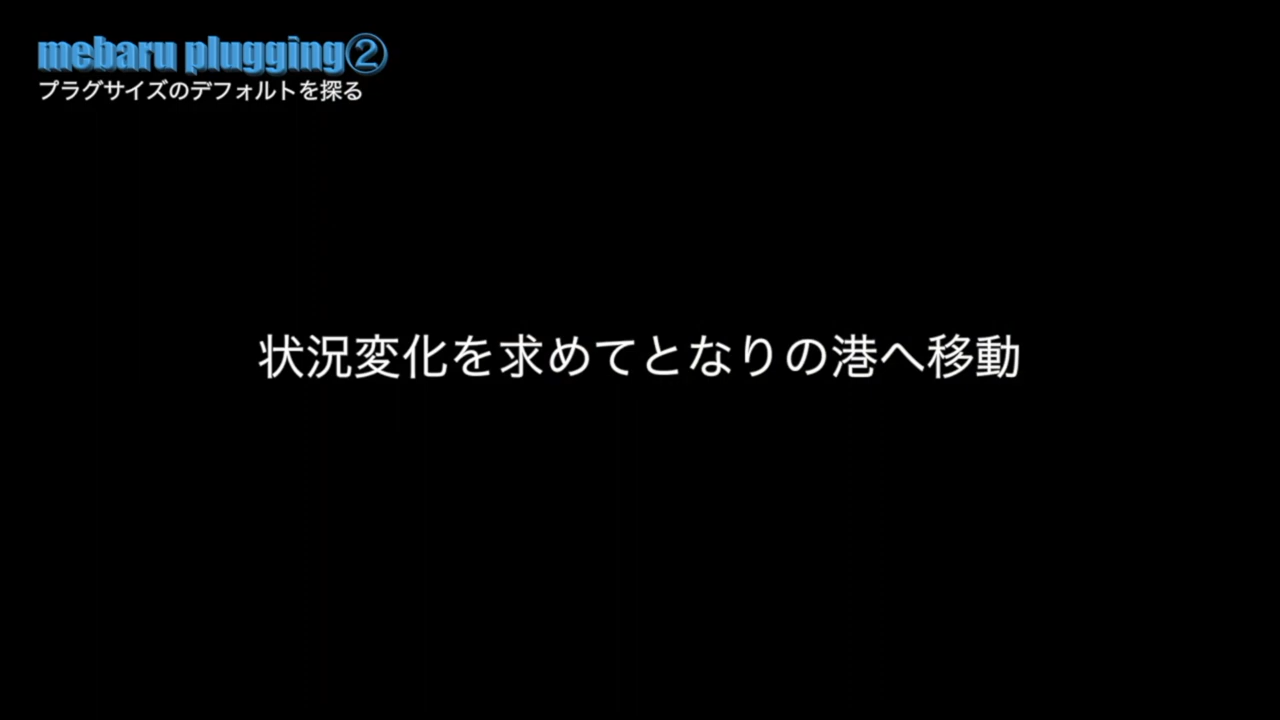 mebaru plugging②
プラグサイズのデフォルトを探る
状況変化を求めてとなりの港へ移動